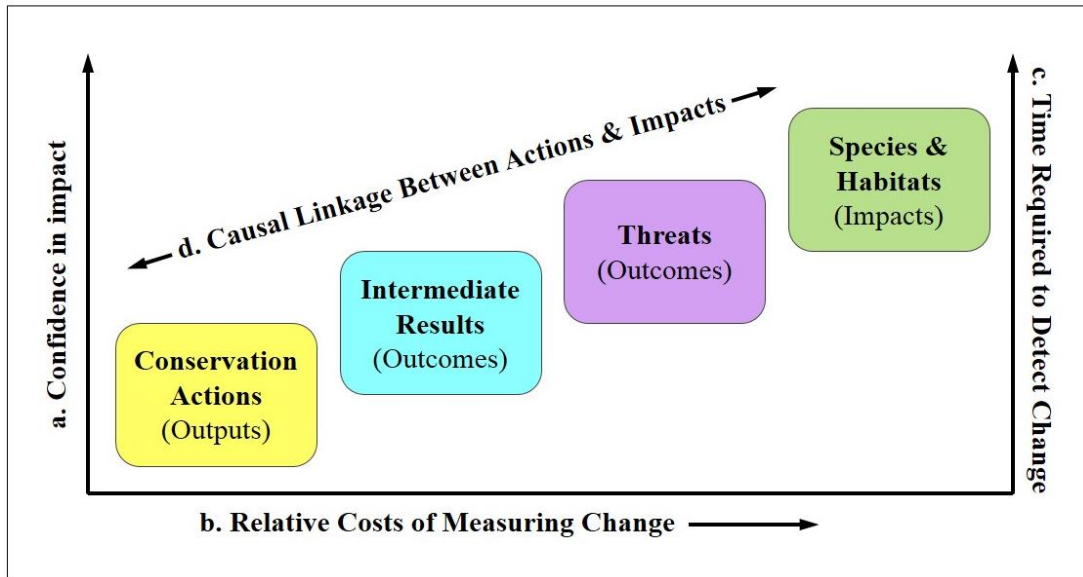 a. Confidence in impact
d. Causal Linkage Between Actions & Impacts
Conservation
Actions
(Outputs)
Intermediate
Results
(Outcomes)
Threats
(Outcomes)
Species &
Habitats
(Impacts)
c. Time Required to Detect Change
b. Relative Costs of Measuring Change